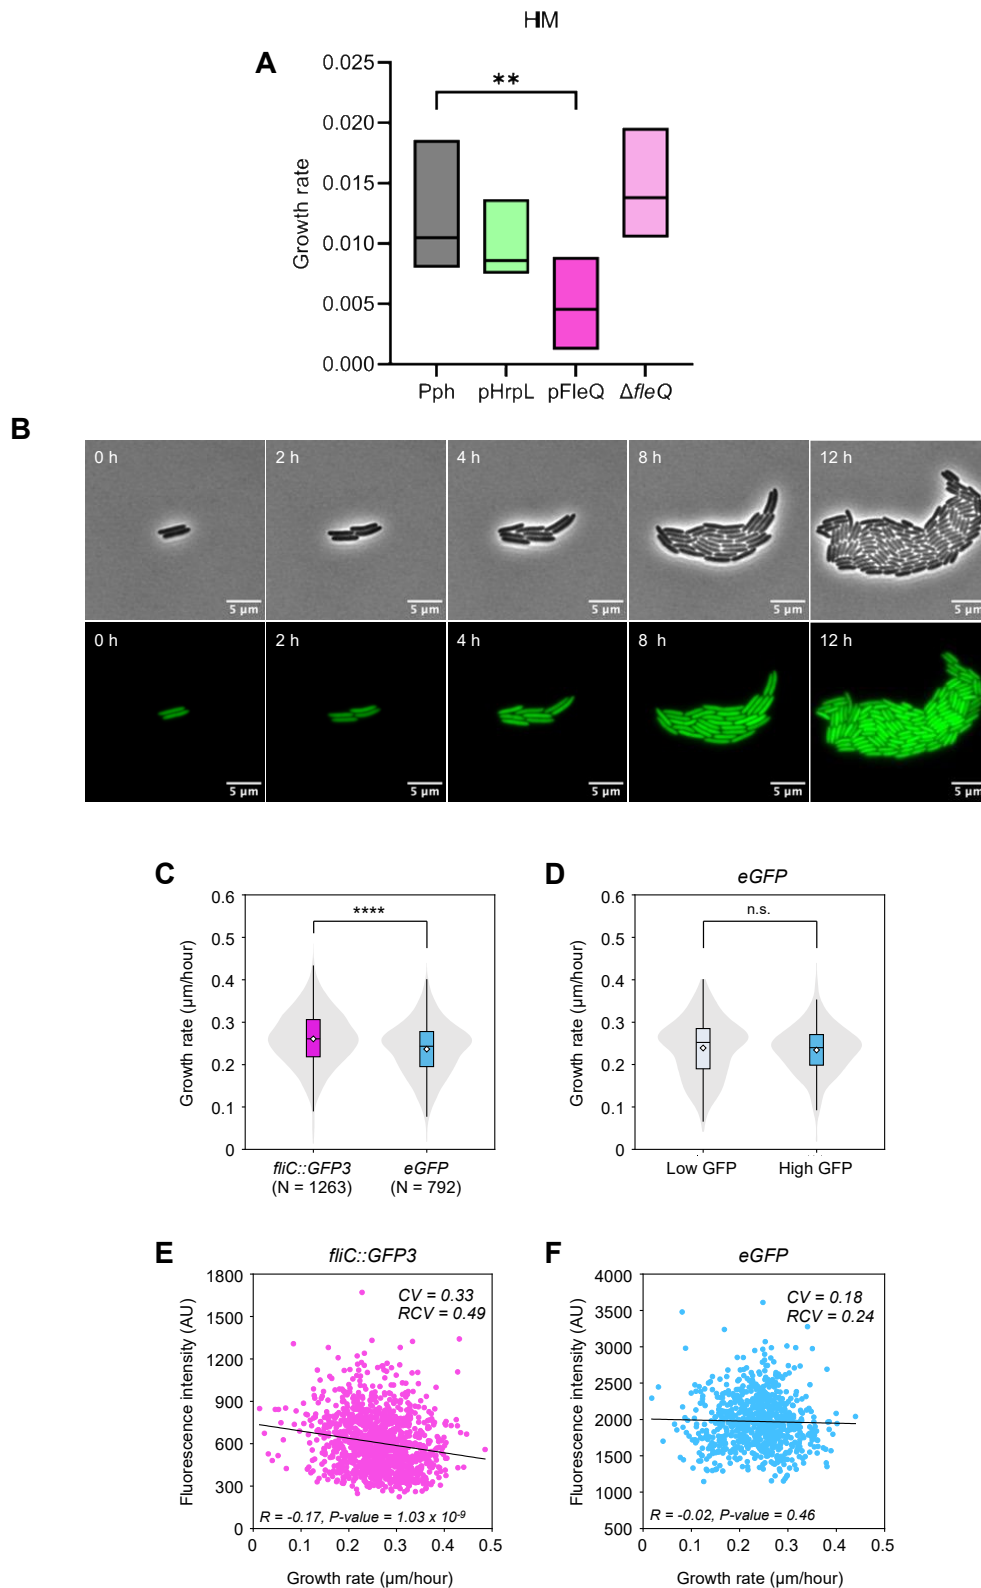 HIM
A
0.025
0.020
0.015
0.010
0.005
0.000
Growth rate
**
Pph pHrpL pFleQ ΔfleQ
B
0 h 2 h 4 h 8 h 12 h
5 µm 5 µm 5 µm 5 µm 5 µm
0 h 2 h 4 h 8 h 12 h
5 µm 5 µm 5 µm 5 µm 5 µm
C
0.6
0.5
0.4
0.3
0.2
0.1
0
Growth rate (µm/hour)
****
fliC::GFP3 eGFP
(N = 1263) (N = 792)
D
eGFP
0.6
0.5
0.4
0.3
0.2
0.1
0
Growth rate (µm/hour)
n.s.
Low GFP High GFP
E
fliC::GFP3
1800
1500
1200
900
600
300
0
Fluorescence intensity (AU)
CV = 0.33
RCV = 0.49
R = -0.17, P-value = 1.03 x 10⁻⁹
0 0.1 0.2 0.3 0.4 0.5
Growth rate (µm/hour)
F
eGFP
4000
3500
3000
2500
2000
1500
1000
500
Fluorescence intensity (AU)
CV = 0.18
RCV = 0.24
R = -0.02, P-value = 0.46
0 0.1 0.2 0.3 0.4 0.5
Growth rate (µm/hour)